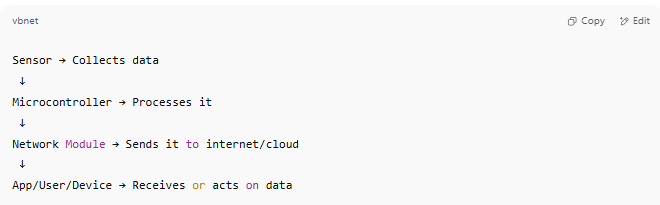 vbnet
Copy
Edit
Sensor → Collects data
↓
Microcontroller → Processes it
↓
Network Module → Sends it to internet/cloud
↓
App/User/Device → Receives or acts on data